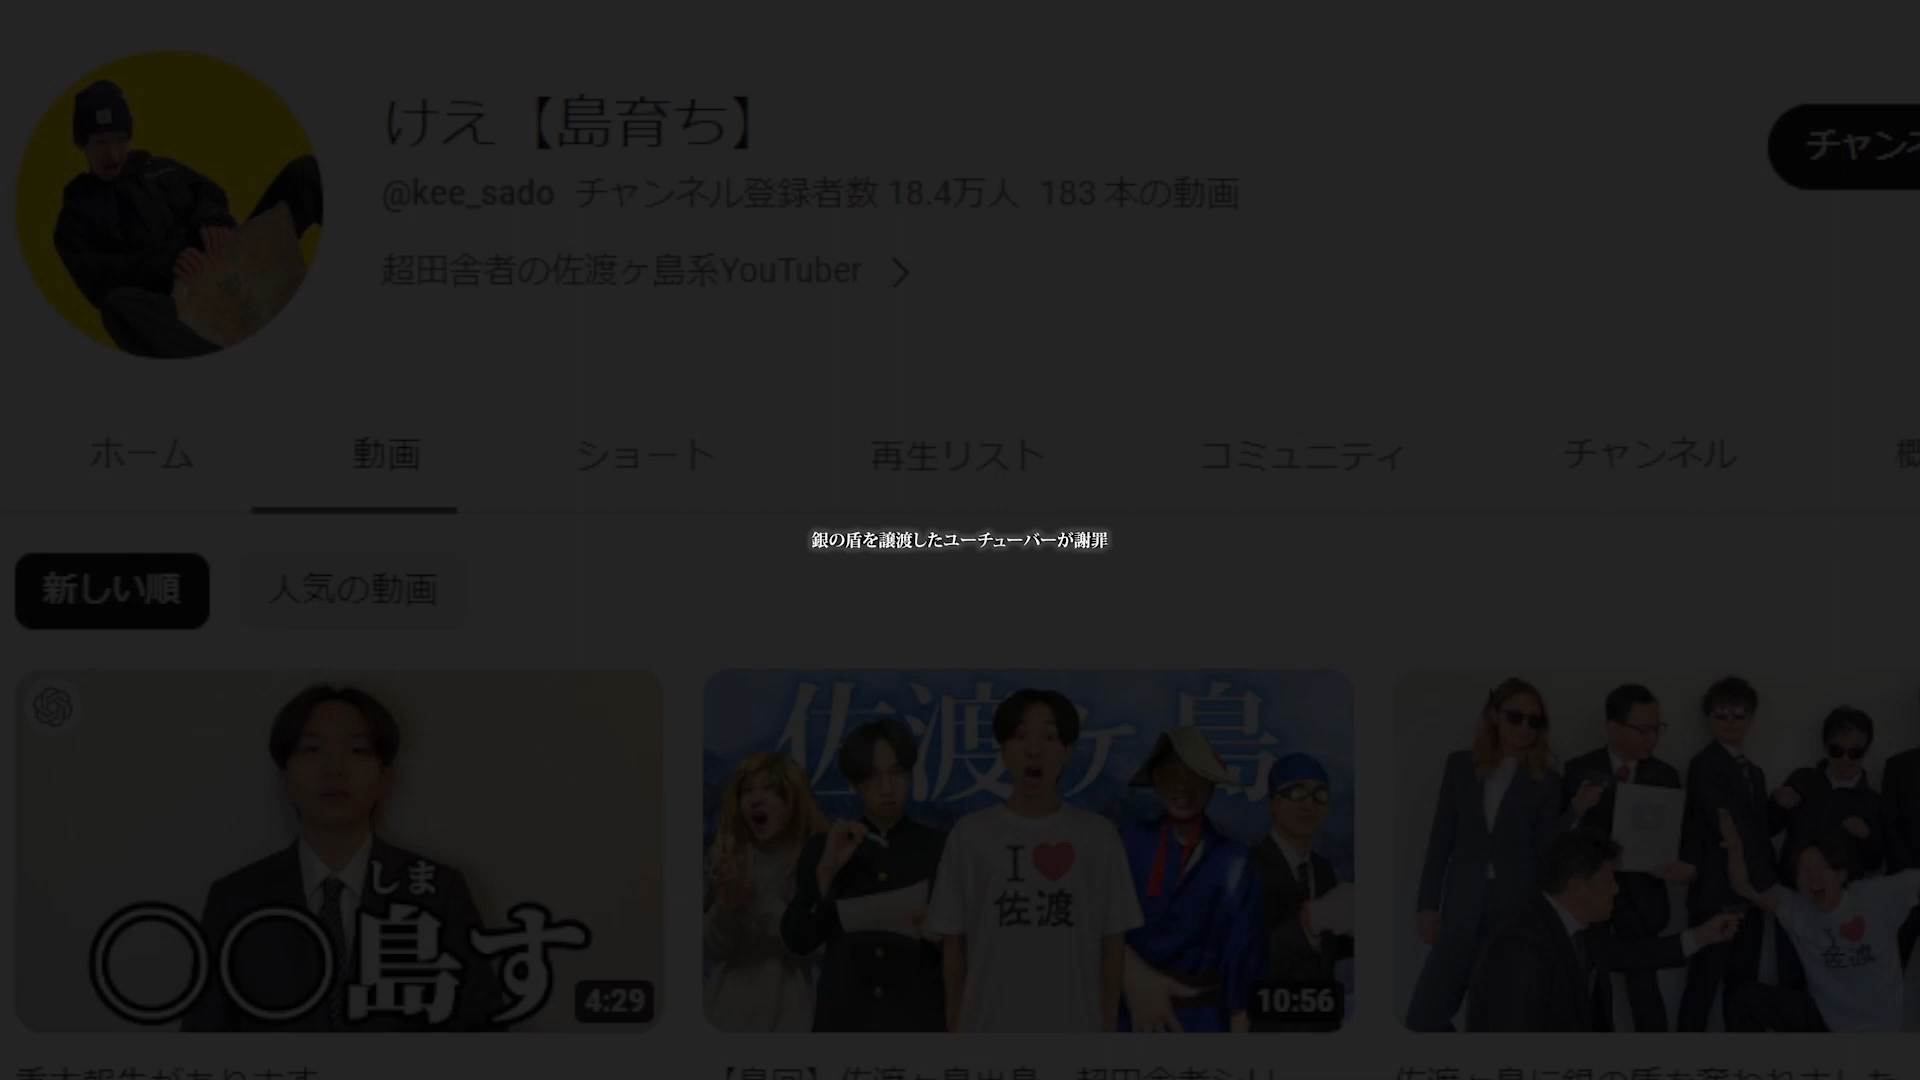 けえ【島育ち】
チャンネ
@kee_sado チャンネル登録者数 18.4万人 183 本の動画
超田舎者の佐渡ヶ島系YouTuber
ホーム 動画 ショート 再生リスト コミュニティ チャンネル 概
銀の盾を譲渡したユーチューバーが謝罪
新しい順 人気の動画
しま
〇〇島す
4:29
佐渡ヶ島
I❤
佐渡
10:56
I❤
佐渡